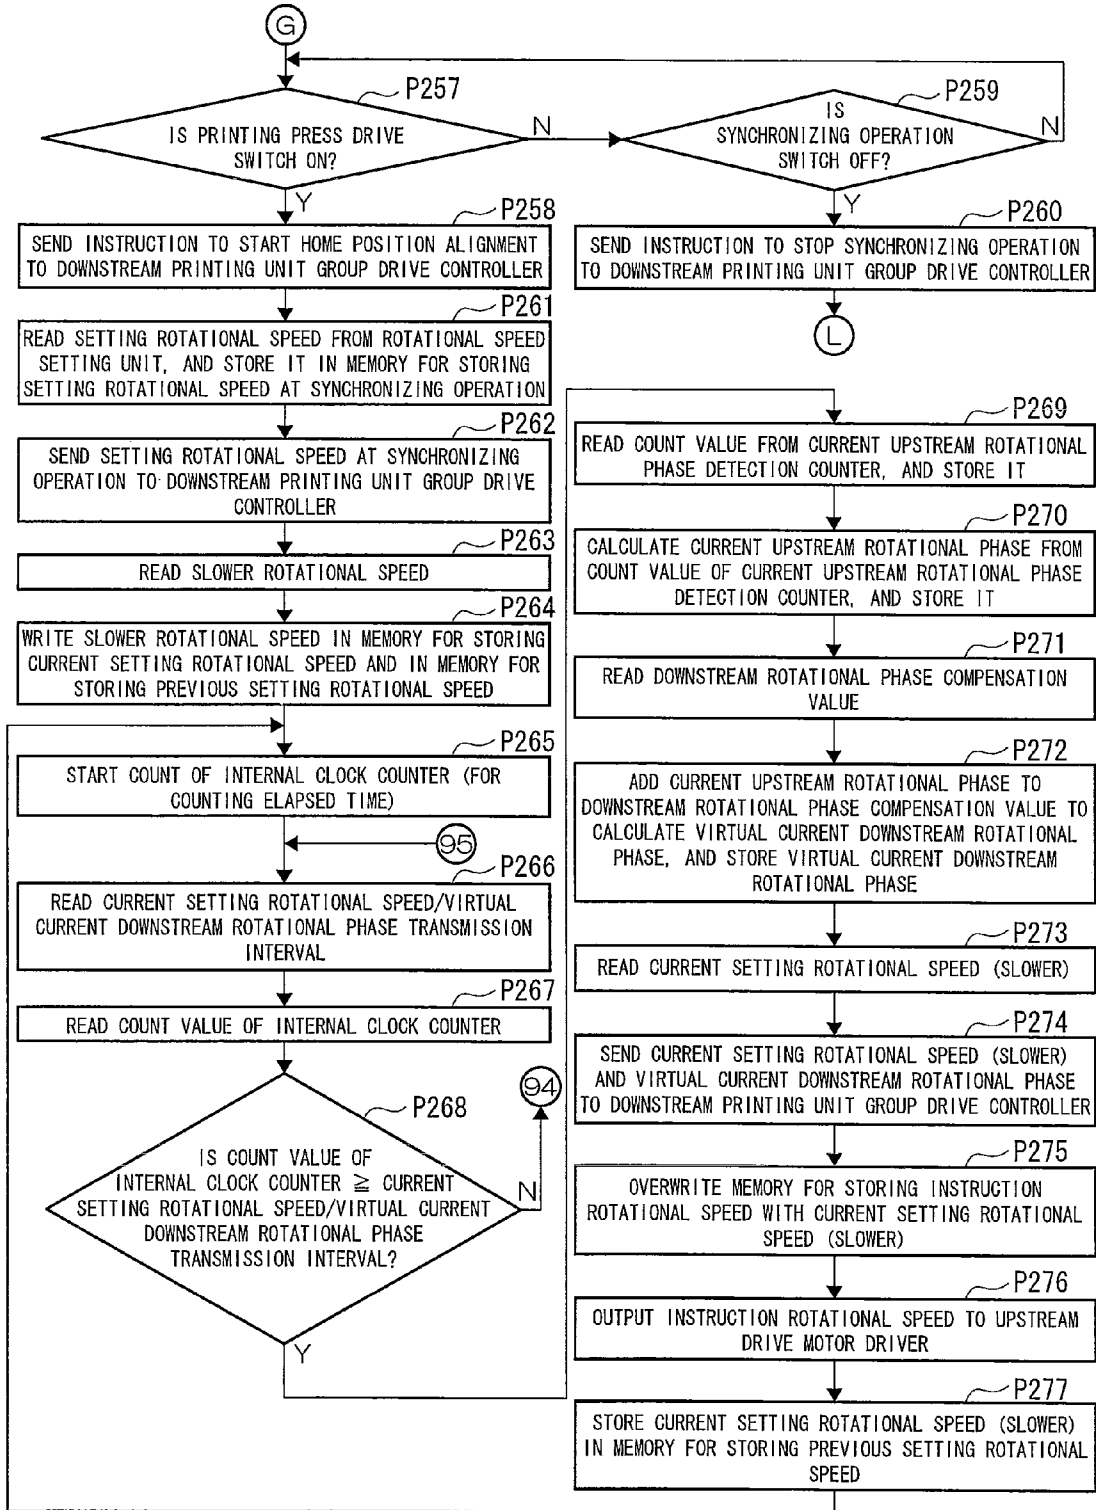 G
P257
IS PRINTING PRESS DRIVE
SWITCH ON?
N
Y
P259
IS
SYNCHRONIZING OPERATION
SWITCH OFF?
N
Y
P258
SEND INSTRUCTION TO START HOME POSITION ALIGNMENT
TO DOWNSTREAM PRINTING UNIT GROUP DRIVE CONTROLLER
P260
SEND INSTRUCTION TO STOP SYNCHRONIZING OPERATION
TO DOWNSTREAM PRINTING UNIT GROUP DRIVE CONTROLLER
L
P261
READ SETTING ROTATIONAL SPEED FROM ROTATIONAL SPEED
SETTING UNIT, AND STORE IT IN MEMORY FOR STORING
SETTING ROTATIONAL SPEED AT SYNCHRONIZING OPERATION
P262
SEND SETTING ROTATIONAL SPEED AT SYNCHRONIZING
OPERATION TO DOWNSTREAM PRINTING UNIT GROUP DRIVE
CONTROLLER
P263
READ SLOWER ROTATIONAL SPEED
P264
WRITE SLOWER ROTATIONAL SPEED IN MEMORY FOR STORING
CURRENT SETTING ROTATIONAL SPEED AND IN MEMORY FOR
STORING PREVIOUS SETTING ROTATIONAL SPEED
P265
START COUNT OF INTERNAL CLOCK COUNTER (FOR
COUNTING ELAPSED TIME)
95
P266
READ CURRENT SETTING ROTATIONAL SPEED/VIRTUAL
CURRENT DOWNSTREAM ROTATIONAL PHASE TRANSMISSION
INTERVAL
P267
READ COUNT VALUE OF INTERNAL CLOCK COUNTER
94
P268
IS COUNT VALUE OF
INTERNAL CLOCK COUNTER ≧ CURRENT
SETTING ROTATIONAL SPEED/VIRTUAL CURRENT
DOWNSTREAM ROTATIONAL PHASE
TRANSMISSION INTERVAL?
N
Y
P269
READ COUNT VALUE FROM CURRENT UPSTREAM ROTATIONAL
PHASE DETECTION COUNTER, AND STORE IT
P270
CALCULATE CURRENT UPSTREAM ROTATIONAL PHASE FROM
COUNT VALUE OF CURRENT UPSTREAM ROTATIONAL PHASE
DETECTION COUNTER, AND STORE IT
P271
READ DOWNSTREAM ROTATIONAL PHASE COMPENSATION
VALUE
P272
ADD CURRENT UPSTREAM ROTATIONAL PHASE TO
DOWNSTREAM ROTATIONAL PHASE COMPENSATION VALUE TO
CALCULATE VIRTUAL CURRENT DOWNSTREAM ROTATIONAL
PHASE, AND STORE VIRTUAL CURRENT DOWNSTREAM
ROTATIONAL PHASE
P273
READ CURRENT SETTING ROTATIONAL SPEED (SLOWER)
P274
SEND CURRENT SETTING ROTATIONAL SPEED (SLOWER)
AND VIRTUAL CURRENT DOWNSTREAM ROTATIONAL PHASE
TO DOWNSTREAM PRINTING UNIT GROUP DRIVE CONTROLLER
P275
OVERWRITE MEMORY FOR STORING INSTRUCTION
ROTATIONAL SPEED WITH CURRENT SETTING ROTATIONAL
SPEED (SLOWER)
P276
OUTPUT INSTRUCTION ROTATIONAL SPEED TO UPSTREAM
DRIVE MOTOR DRIVER
P277
STORE CURRENT SETTING ROTATIONAL SPEED (SLOWER)
IN MEMORY FOR STORING PREVIOUS SETTING ROTATIONAL
SPEED